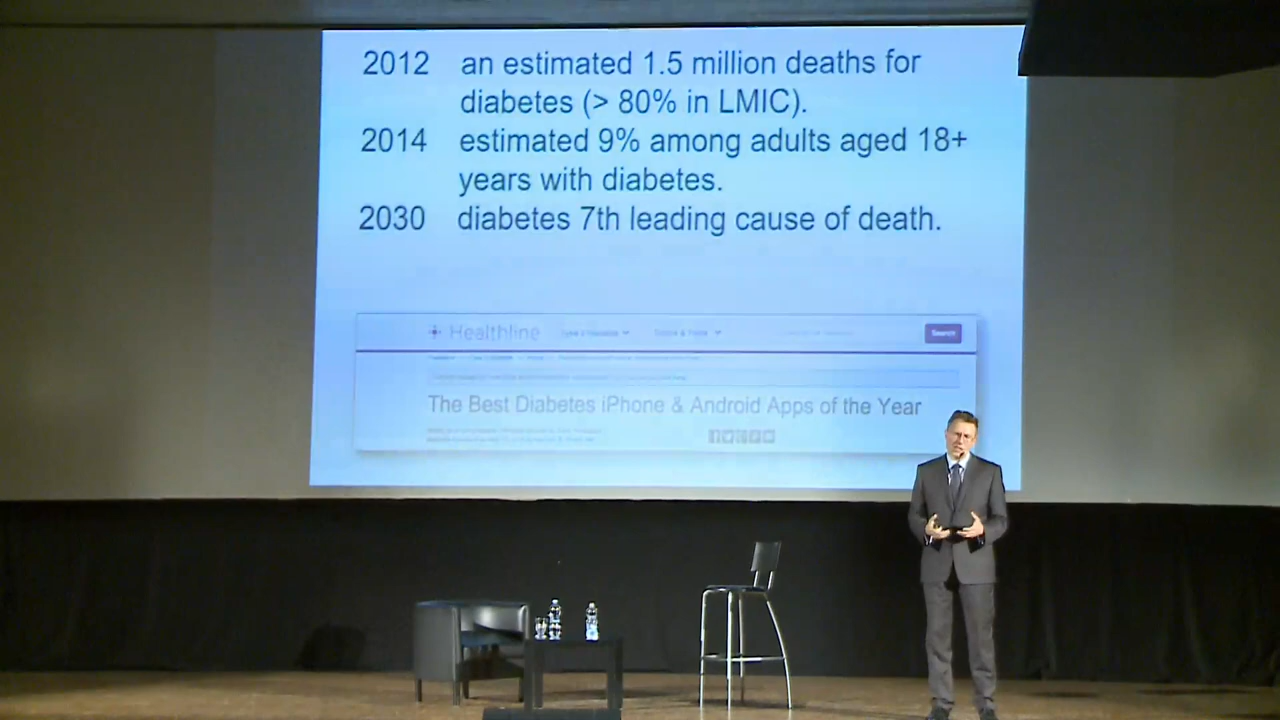 2012 an estimated 1.5 million deaths for
diabetes (> 80% in LMIC).
2014 estimated 9% among adults aged 18+
years with diabetes.
2030 diabetes 7th leading cause of death.
Healthline
Search
The Best Diabetes iPhone & Android Apps of the Year